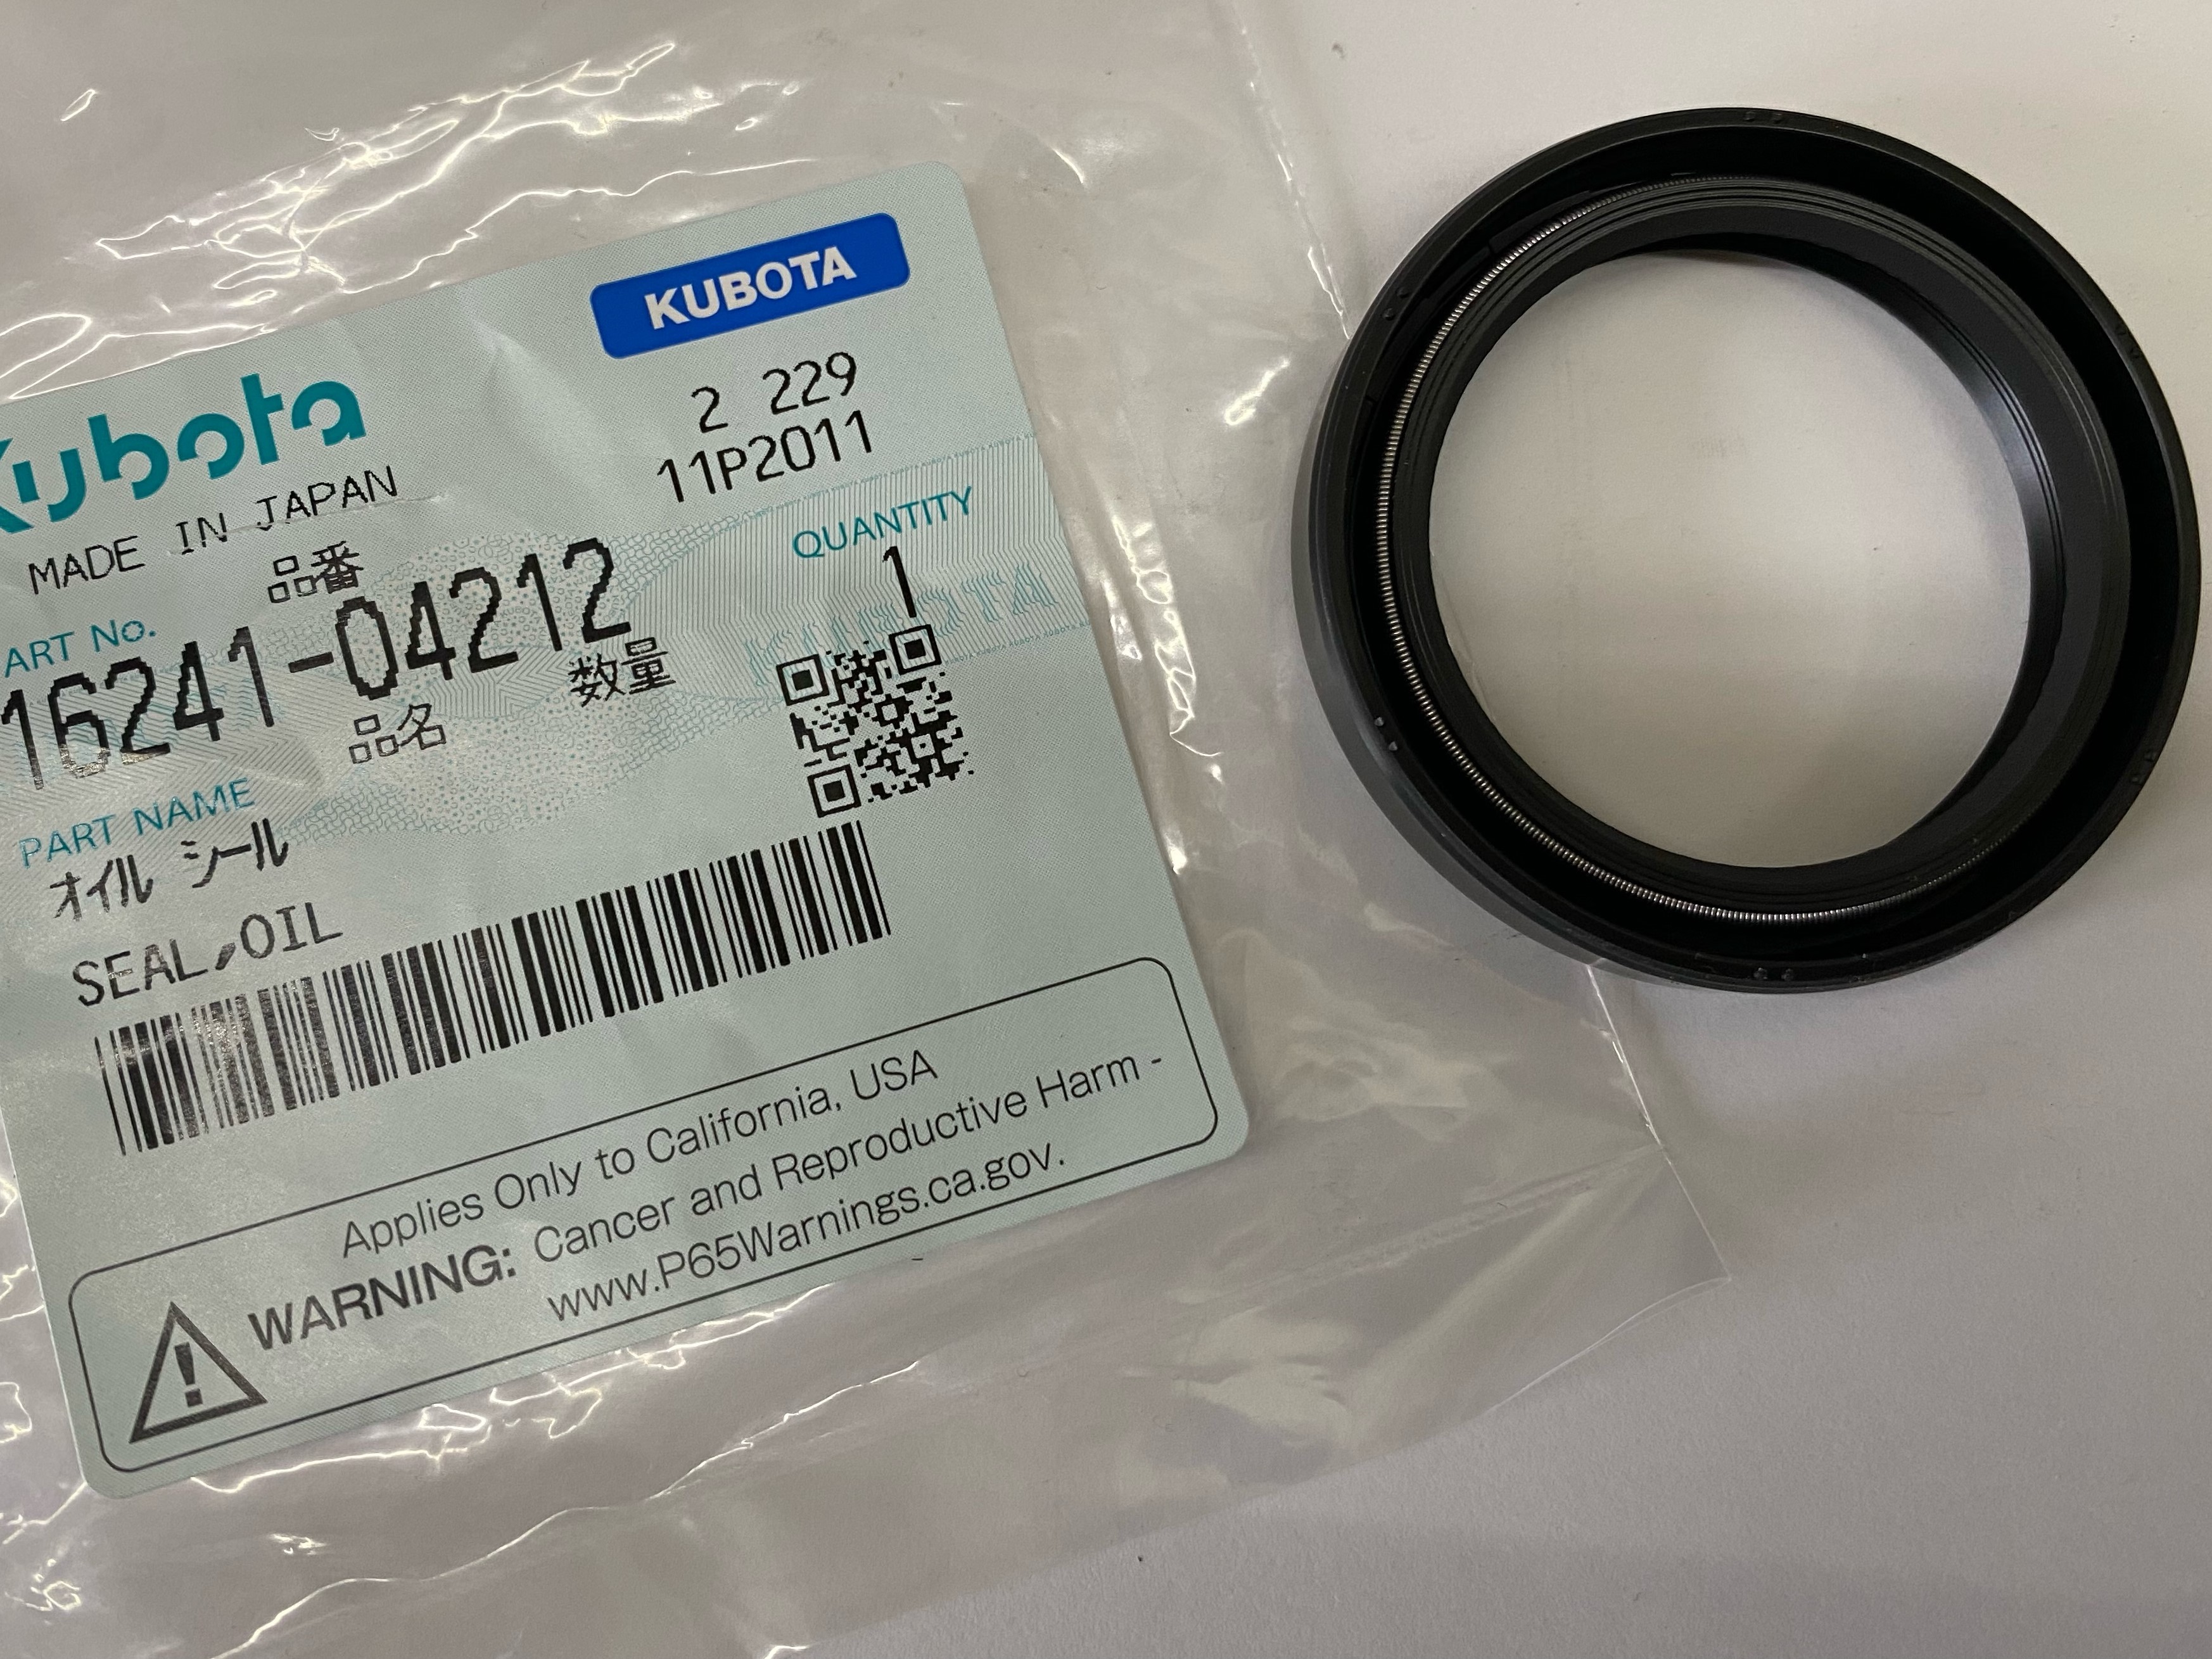 KUBOTA
Kubota
2 229
11P2011
MADE IN JAPAN
品番
QUANTITY
1
ART No.
16241-04212
数量
品名
PART NAME
オイル シール
SEAL,OIL
Applies Only to California, USA
WARNING: Cancer and Reproductive Harm -
www.P65Warnings.ca.gov.